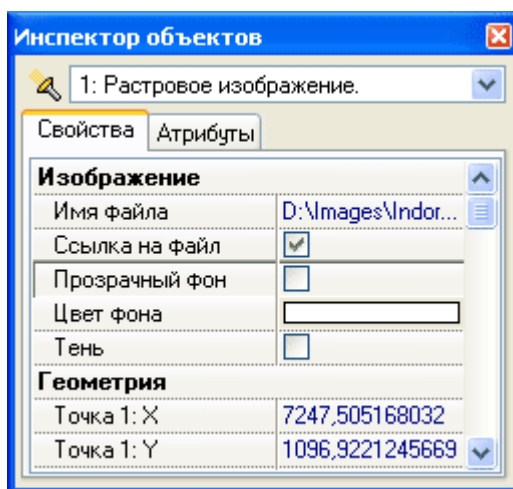 Инспектор объектов
1: Растровое изображение.
Свойства Атрибуты
Изображение
Имя файла D:\Images\Indor...
Ссылка на файл
Прозрачный фон
Цвет фона
Тень
Геометрия
Точка 1: X 7247,505168032
Точка 1: Y 1096,9221245669